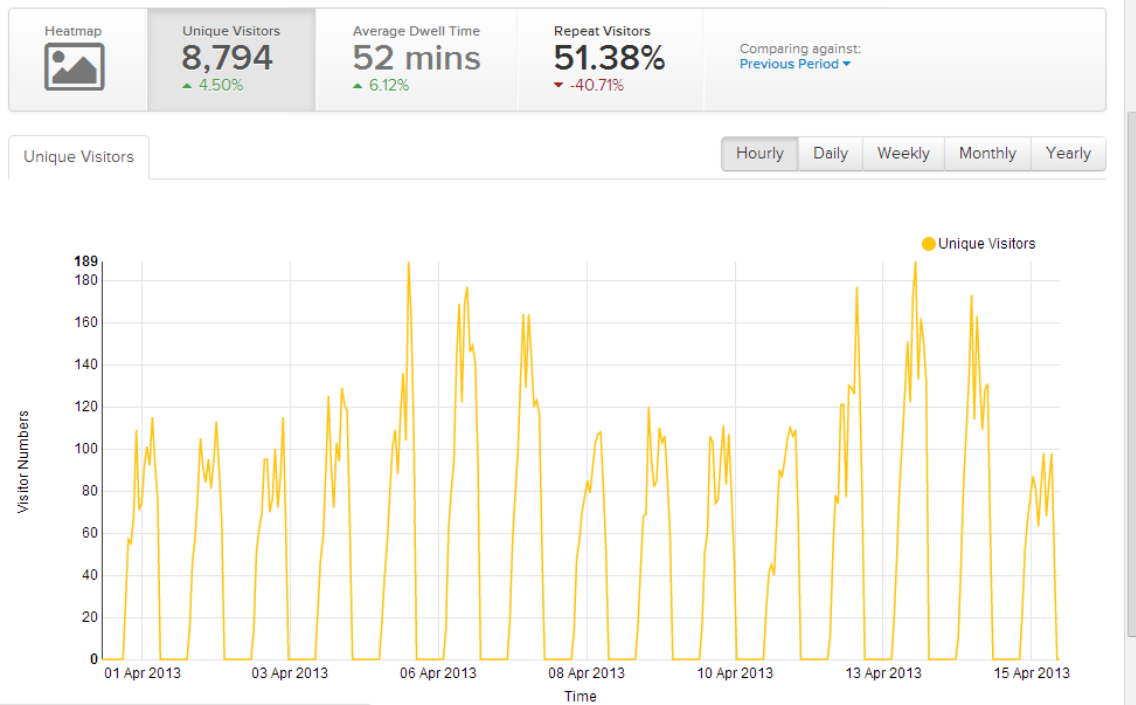 Heatmap
Unique Visitors
8,794
4.50%
Average Dwell Time
52 mins
6.12%
Repeat Visitors
51.38%
-40.71%
Comparing against:
Previous Period
Unique Visitors
Hourly Daily Weekly Monthly Yearly
Unique Visitors
189
180
160
140
120
100
80
60
40
20
0
Visitor Numbers
01 Apr 2013 03 Apr 2013 06 Apr 2013 08 Apr 2013 10 Apr 2013 13 Apr 2013 15 Apr 2013
Time